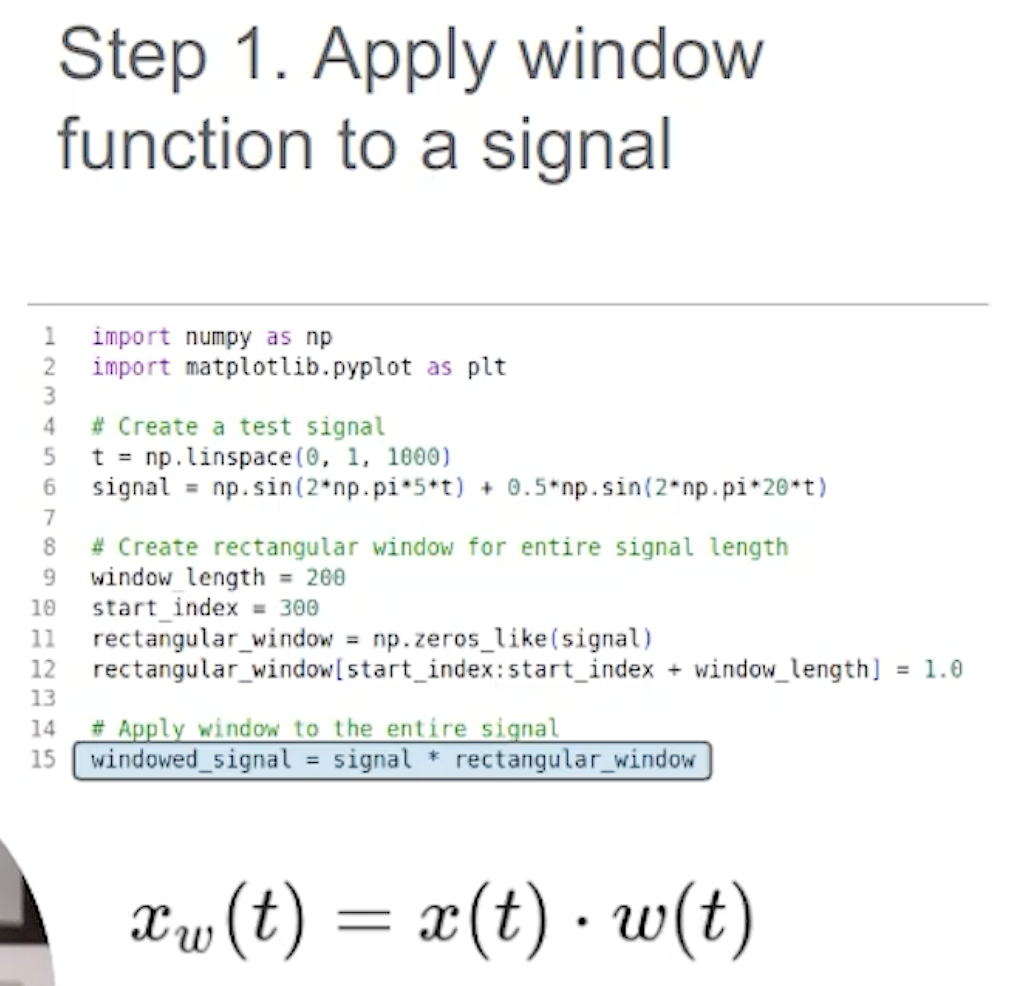 Step 1. Apply window
function to a signal
1 import numpy as np
2 import matplotlib.pyplot as plt
3
4 # Create a test signal
5 t = np.linspace(0, 1, 1000)
6 signal = np.sin(2*np.pi*5*t) + 0.5*np.sin(2*np.pi*20*t)
7
8 # Create rectangular window for entire signal length
9 window_length = 200
10 start_index = 300
11 rectangular_window = np.zeros_like(signal)
12 rectangular_window[start_index:start_index + window_length] = 1.0
13
14 # Apply window to the entire signal
15 windowed_signal = signal * rectangular_window
x_w(t) = x(t) · w(t)